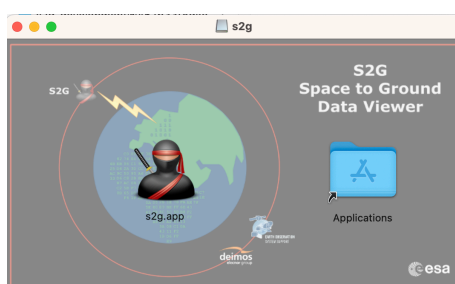 s2g
S2G
S2G
Space to Ground
Data Viewer
s2g.app
Applications
deimos
esa